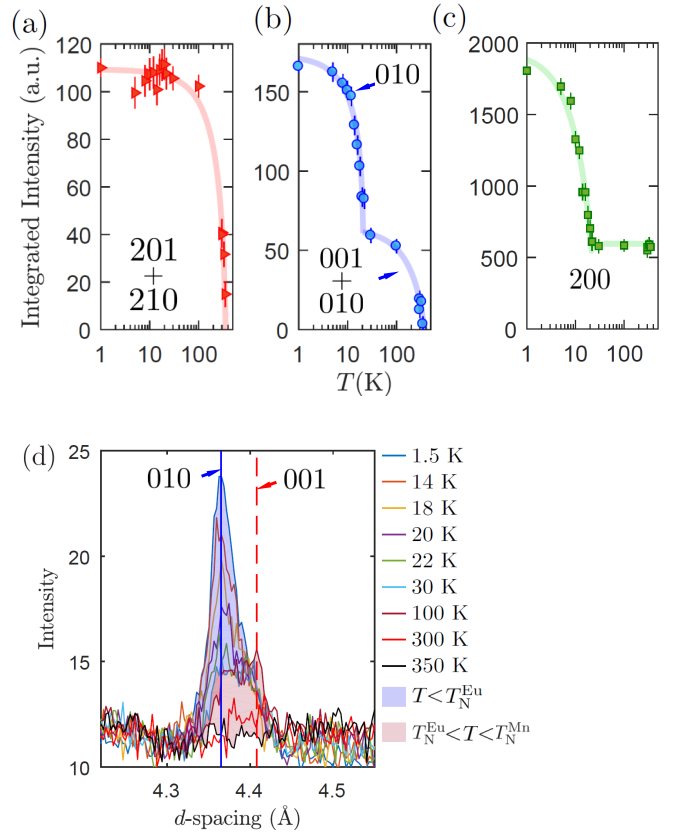 (a)
(b)
(c)
Integrated Intensity (a.u.)
120
100
80
60
40
20
0
201
+
210
1
10
100
150
100
50
0
010
001
+
010
1
10
100
T(K)
2000
1500
1000
500
0
200
1
10
100
(d)
Intensity
25
20
15
10
010
001
4.3
4.4
4.5
d-spacing (Å)
1.5 K
14 K
18 K
20 K
22 K
30 K
100 K
300 K
350 K
T<T_N^Eu
T_N^Eu<T<T_N^Mn